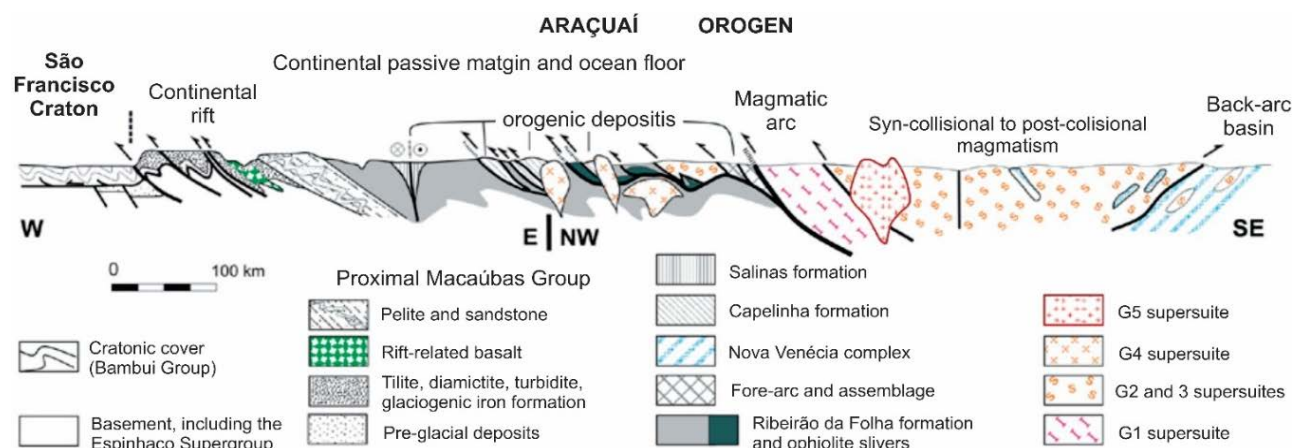 ARAÇUAÍ OROGEN
São
Francisco
Craton
Continental passive matgin and ocean floor
Continental
rift
orogenic depositis
Magmatic
arc
Syn-collisional to post-colisional
magmatism
Back-arc
basin
W
E NW
SE
0 100 km
Cratonic cover
(Bambui Group)
Basement, including the
Espinhaço Supergroup
Proximal Macaúbas Group
Pelite and sandstone
Rift-related basalt
Tilite, diamictite, turbidite,
glaciogenic iron formation
Pre-glacial deposits
Salinas formation
Capelinha formation
Nova Venécia complex
Fore-arc and assemblage
Ribeirão da Folha formation
and ophiolite slivers
G5 supersuite
G4 supersuite
G2 and 3 supersuites
G1 supersuite